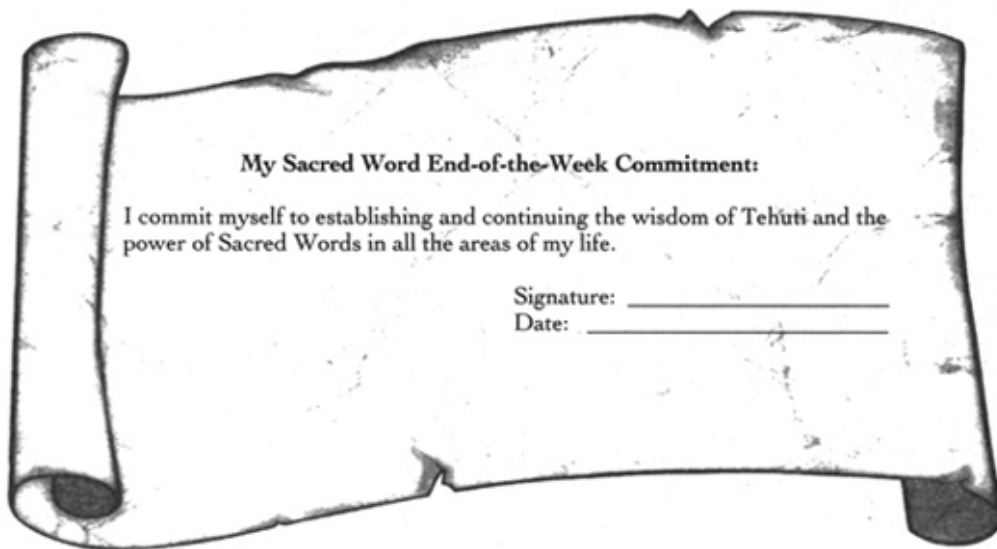 My Sacred Word End-of-the-Week Commitment:
I commit myself to establishing and continuing the wisdom of Tehuti and the
power of Sacred Words in all the areas of my life.
Signature:
Date: